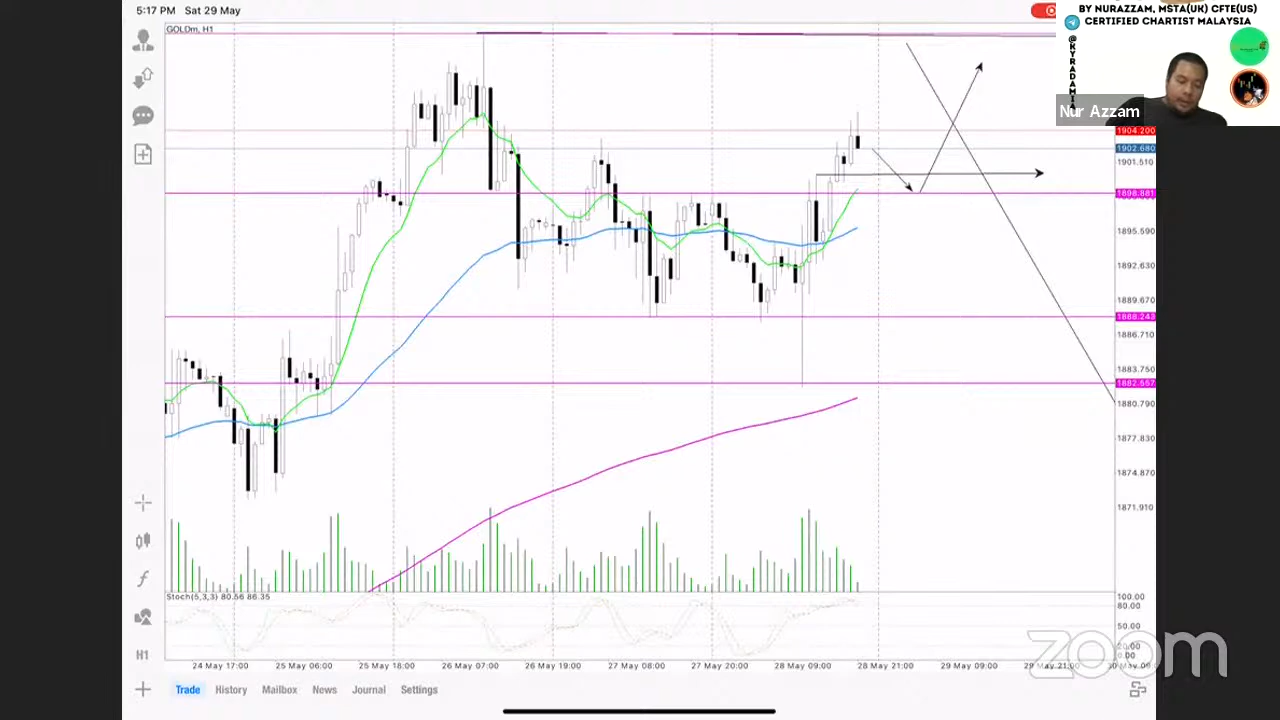 5:17 PM Sat 29 May
BY NURAZZAM, MSTA(UK) CFTE(US)
CERTIFIED CHARTIST MALAYSIA
@KYRADAMIA
Nur Azzam
GOLDm, H1
1904.200
1902.680
1901.510
1898.881
1895.590
1892.630
1889.670
1888.243
1886.710
1883.750
1882.557
1880.790
1877.830
1874.870
1871.910
Stoch(5,3,3) 80.56 86.35
100.00
80.00
50.00
20.00
0.00
H1
24 May 17:00
25 May 06:00
25 May 18:00
26 May 07:00
26 May 19:00
27 May 08:00
27 May 20:00
28 May 09:00
28 May 21:00
29 May 09:00
29 May 21:00
30 May 09:
zoom
Trade
History
Mailbox
News
Journal
Settings